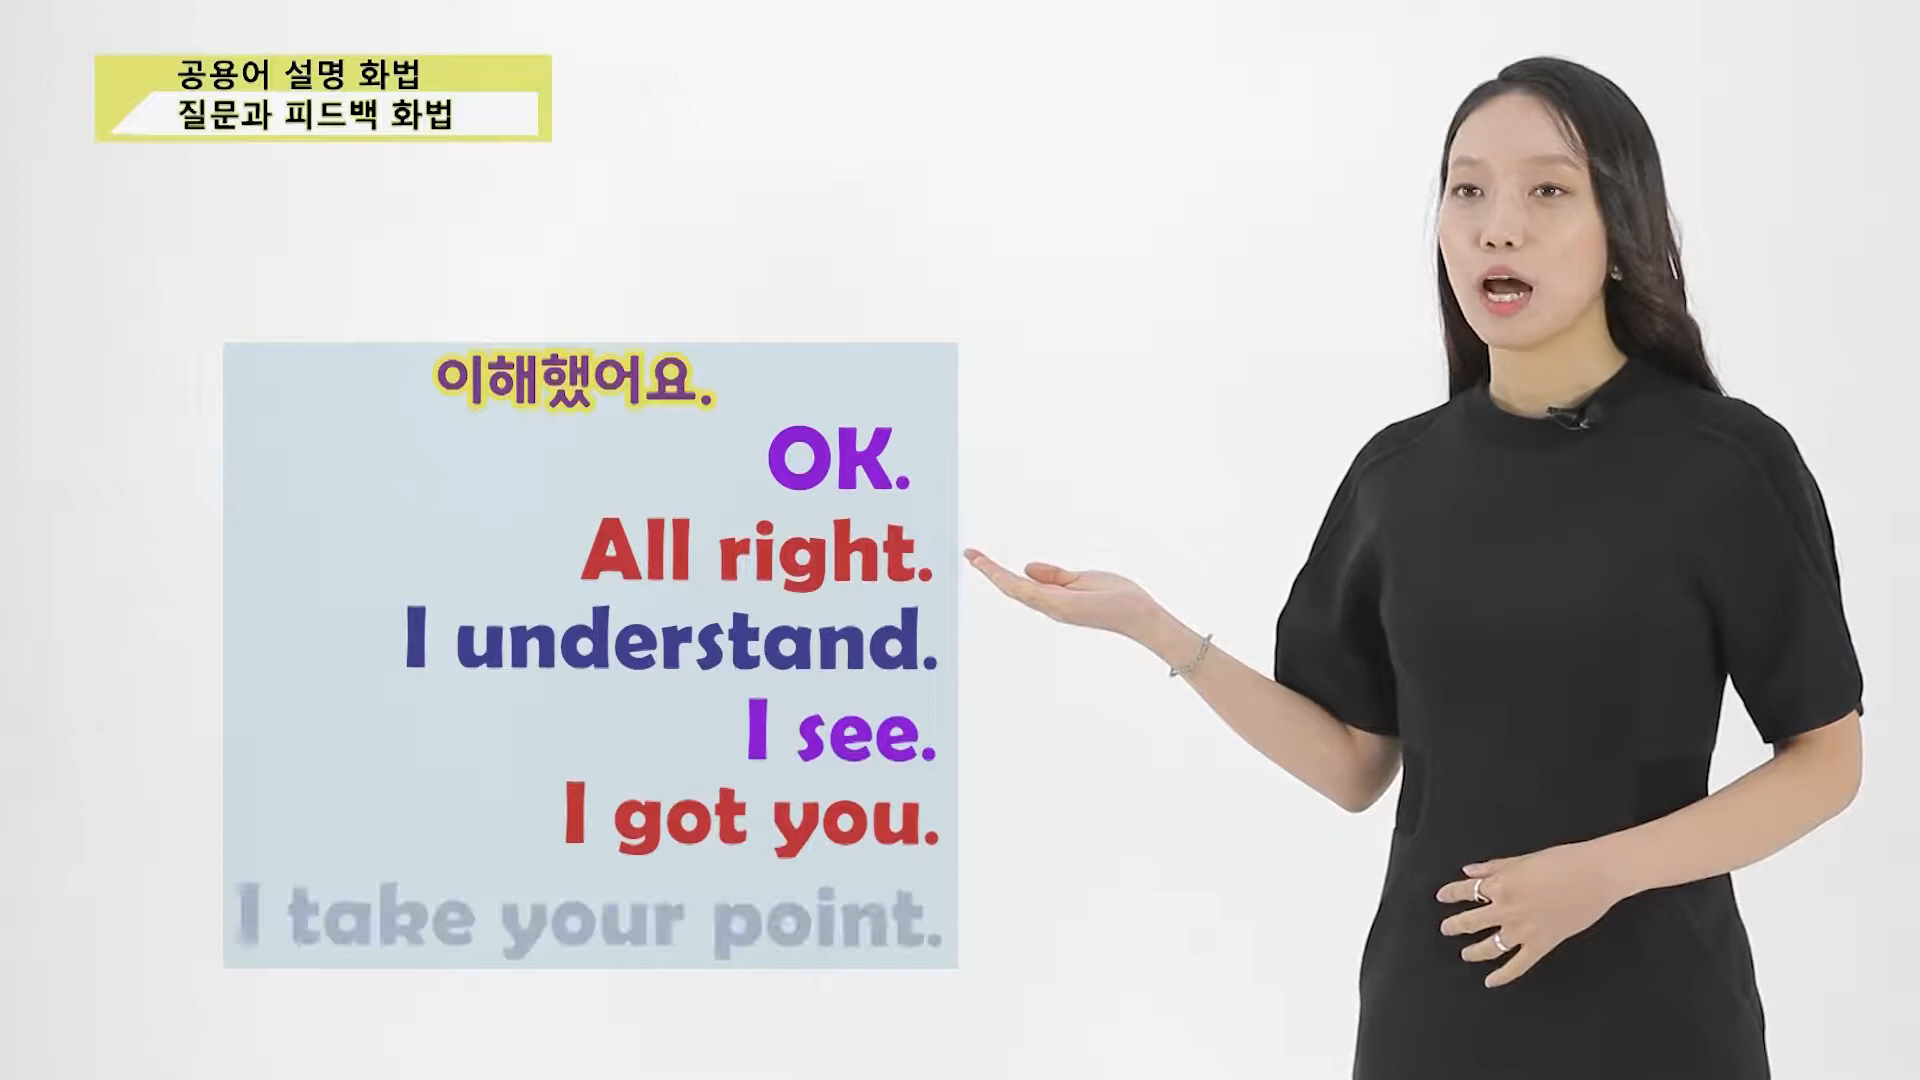 공용어 설명 화법
질문과 피드백 화법
이해했어요.
OK.
All right.
I understand.
I see.
I got you.
I take your point.